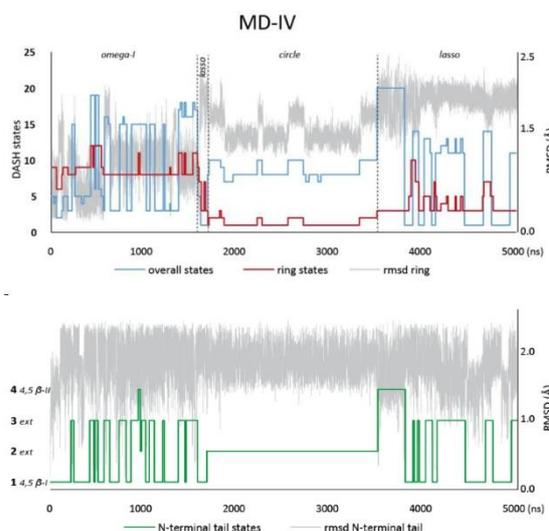 MD-IV
omega-I lasso circle lasso
25 20 15 10 5 0
DASH states
2.5 1.5 0.0
RMSD (Å)
0 1000 2000 3000 4000 5000 (ns)
overall states ring states rmsd ring
4 4,5 β-II
3 ext
2 ext
1 4,5 β-I
2.0 1.0 0.0
RMSD (Å)
0 1000 2000 3000 4000 5000 (ns)
N-terminal tail states rmsd N-terminal tail